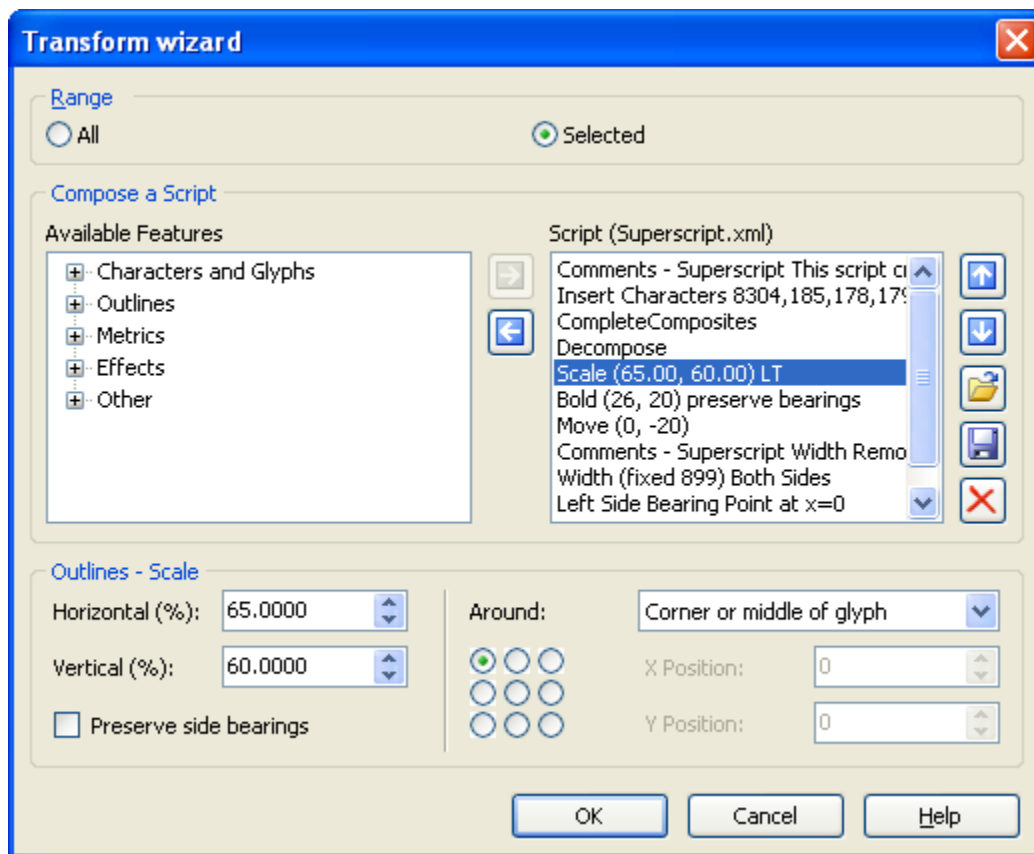 Transform wizard
Range
All
Selected
Compose a Script
Available Features
Characters and Glyphs
Outlines
Metrics
Effects
Other
Script (Superscript.xml)
Comments - Superscript This script
Insert Characters 8304,185,178,179
CompleteComposites
Decompose
Scale (65.00, 60.00) LT
Bold (26, 20) preserve bearings
Move (0, -20)
Comments - Superscript Width Remo
Width (fixed 899) Both Sides
Left Side Bearing Point at x=0
Outlines - Scale
Horizontal (%): 65.0000
Vertical (%): 60.0000
Preserve side bearings
Around: Corner or middle of glyph
X Position: 0
Y Position: 0
OK Cancel Help